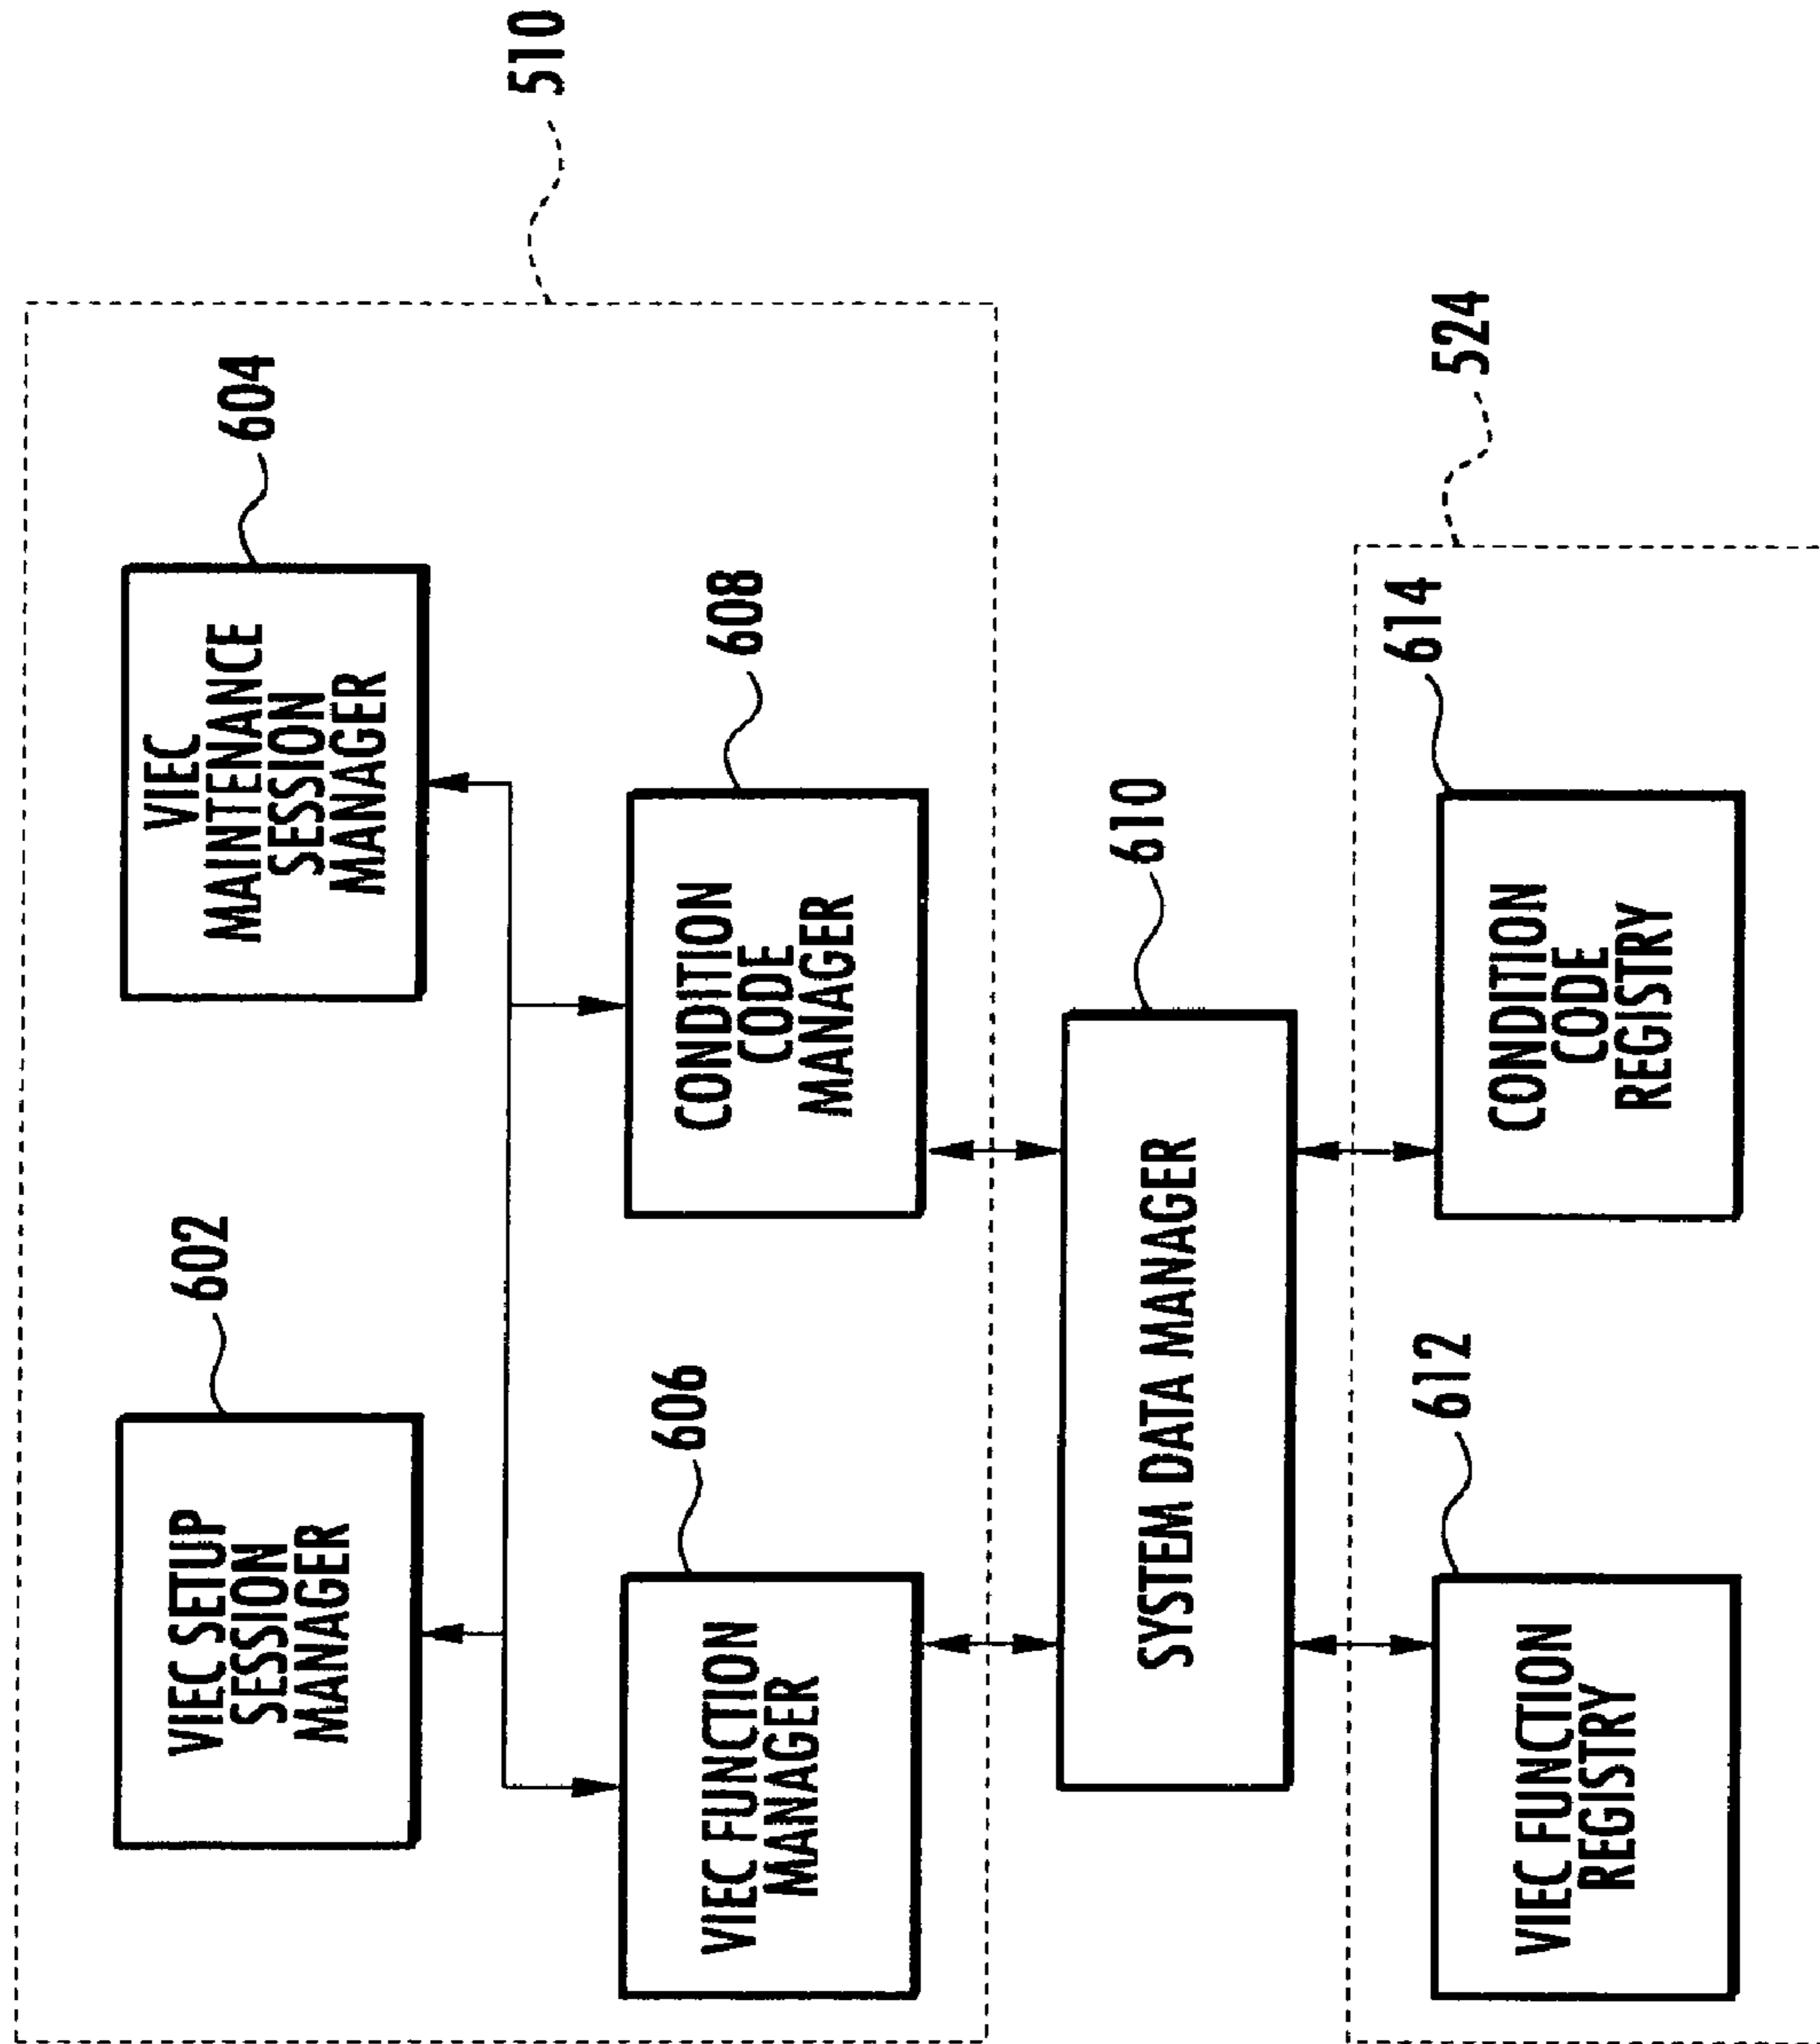 510
602
VIEC SETUP
SESSION
MANAGER
604
VIEC
MAINTENANCE
SESSION
MANAGER
606
VIEC FUNCTION
MANAGER
608
CONDITION
CODE
MANAGER
610
SYSTEM DATA MANAGER
524
612
VIEC FUNCTION
REGISTRY
614
CONDITION
CODE
REGISTRY